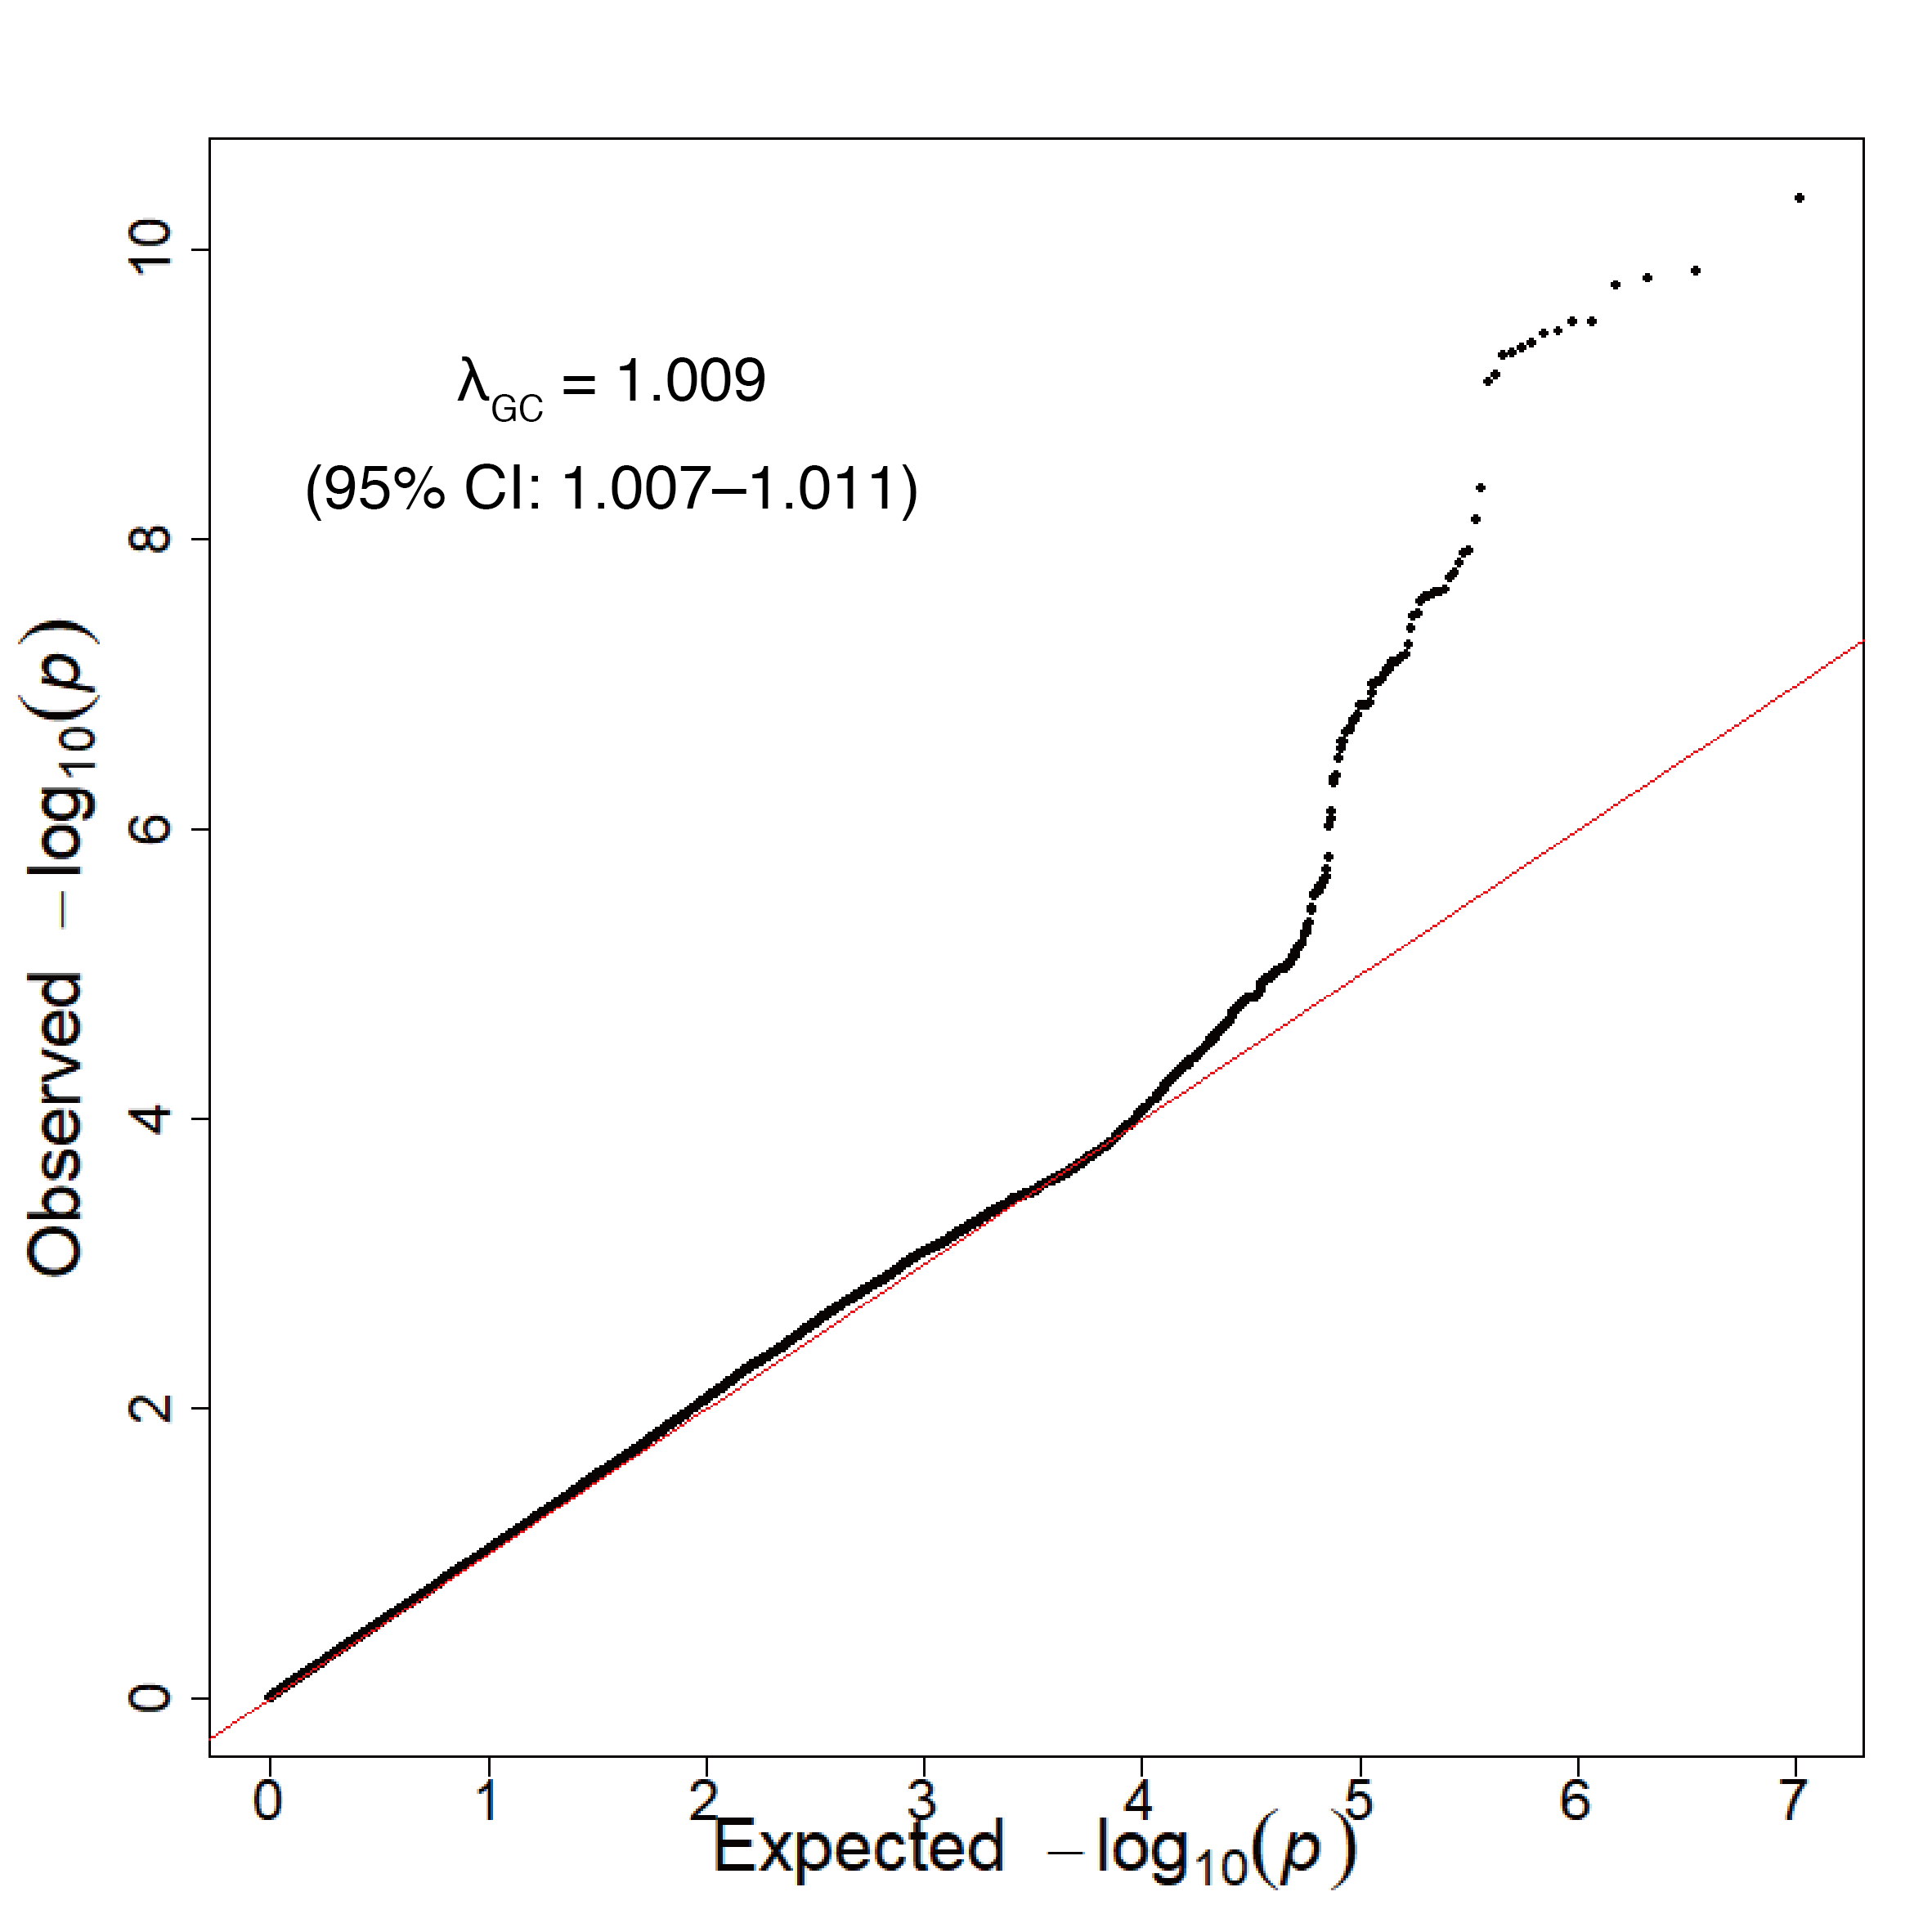 10
8
6
4
2
0
Observed −log₁₀(p)
λGC = 1.009
(95% CI: 1.007–1.011)
0 1 2 3 4 5 6 7
Expected −log₁₀(p)